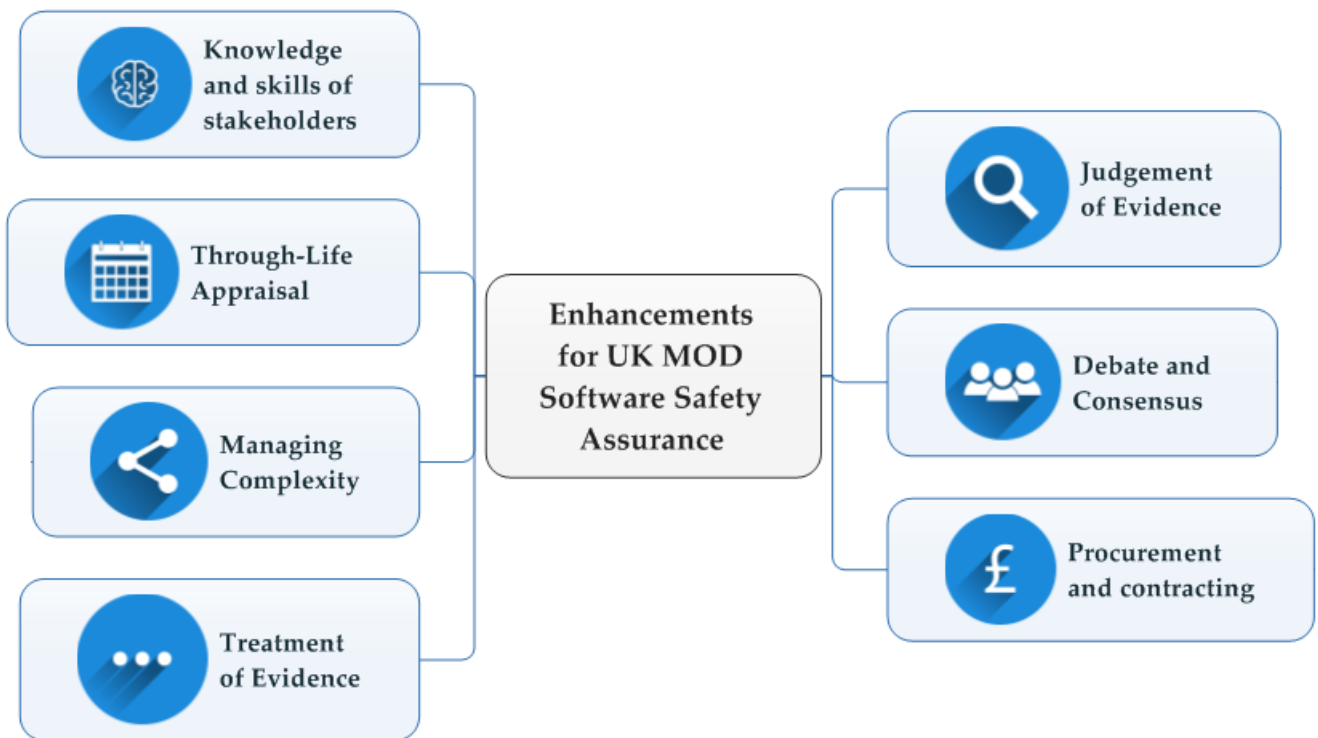 Knowledge
and skills of
stakeholders
Through-Life
Appraisal
Managing
Complexity
Treatment
of Evidence
Enhancements
for UK MOD
Software Safety
Assurance
Judgement
of Evidence
Debate and
Consensus
£
Procurement
and contracting